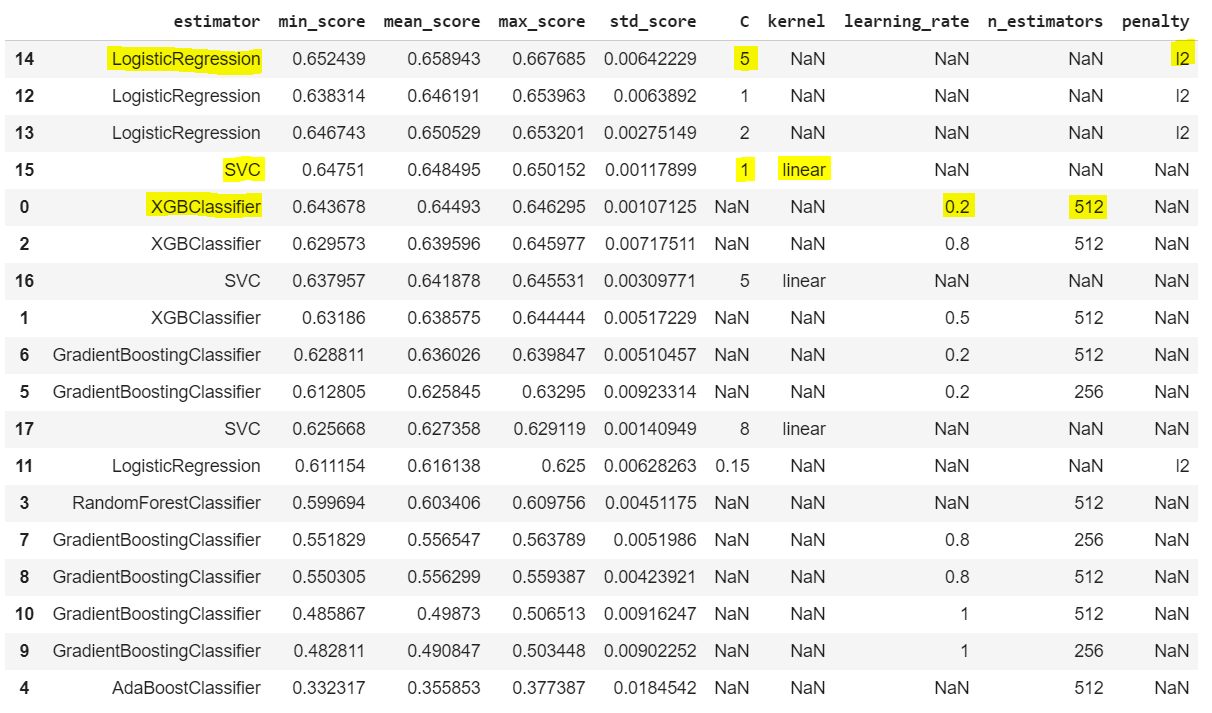 estimator min_score mean_score max_score std_score C kernel learning_rate n_estimators penalty
14 LogisticRegression 0.652439 0.658943 0.667685 0.00642229 5 NaN NaN NaN l2
12 LogisticRegression 0.638314 0.646191 0.653963 0.0063892 1 NaN NaN NaN l2
13 LogisticRegression 0.646743 0.650529 0.653201 0.00275149 2 NaN NaN NaN l2
15 SVC 0.64751 0.648495 0.650152 0.00117899 1 linear NaN NaN NaN
0 XGBClassifier 0.643678 0.64493 0.646295 0.00107125 NaN NaN 0.2 512 NaN
2 XGBClassifier 0.629573 0.639596 0.645977 0.00717511 NaN NaN 0.8 512 NaN
16 SVC 0.637957 0.641878 0.645531 0.00309771 5 linear NaN NaN NaN
1 XGBClassifier 0.63186 0.638575 0.644444 0.00517229 NaN NaN 0.5 512 NaN
6 GradientBoostingClassifier 0.628811 0.636026 0.639847 0.00510457 NaN NaN 0.2 512 NaN
5 GradientBoostingClassifier 0.612805 0.625845 0.63295 0.00923314 NaN NaN 0.2 256 NaN
17 SVC 0.625668 0.627358 0.629119 0.00140949 8 linear NaN NaN NaN
11 LogisticRegression 0.611154 0.616138 0.625 0.00628263 0.15 NaN NaN NaN l2
3 RandomForestClassifier 0.599694 0.603406 0.609756 0.00451175 NaN NaN NaN 512 NaN
7 GradientBoostingClassifier 0.551829 0.556547 0.563789 0.0051986 NaN NaN 0.8 256 NaN
8 GradientBoostingClassifier 0.550305 0.556299 0.559387 0.00423921 NaN NaN 0.8 512 NaN
10 GradientBoostingClassifier 0.485867 0.49873 0.506513 0.00916247 NaN NaN 1 512 NaN
9 GradientBoostingClassifier 0.482811 0.490847 0.503448 0.00902252 NaN NaN 1 256 NaN
4 AdaBoostClassifier 0.332317 0.355853 0.377387 0.0184542 NaN NaN NaN 512 NaN